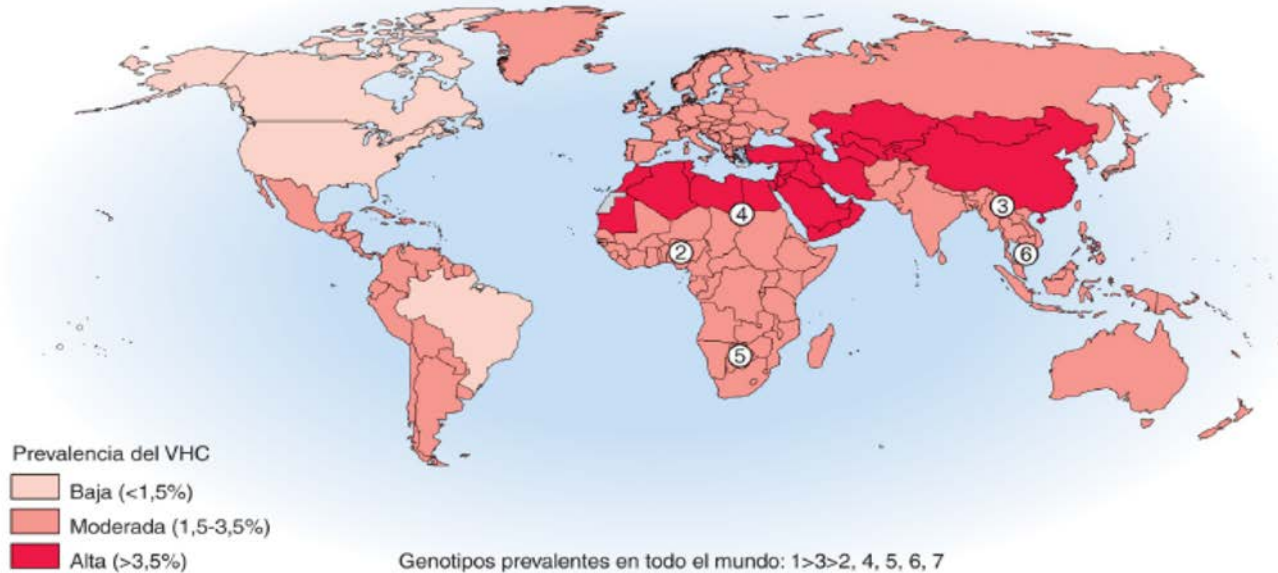 3
4
2
6
5
Prevalencia del VHC
Baja (<1,5%)
Moderada (1,5-3,5%)
Alta (>3,5%)
Genotipos prevalentes en todo el mundo: 1>3>2, 4, 5, 6, 7